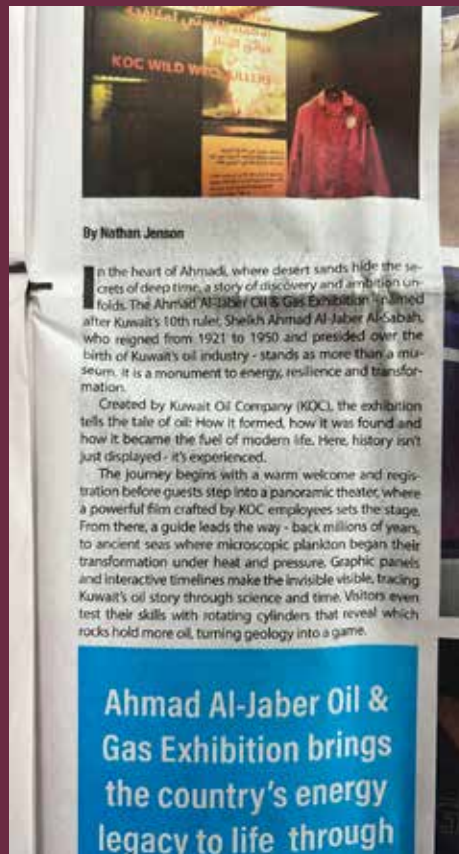 KOC WILD WELL KILLERS
By Nathan Jenson
In the heart of Ahmadi, where desert sands hide the se-
crets of deep time, a story of discovery and ambition un-
folds. The Ahmad Al-Jaber Oil & Gas Exhibition - named
after Kuwait's 10th ruler, Sheikh Ahmad Al-Jaber Al-Sabah,
who reigned from 1921 to 1950 and presided over the
birth of Kuwait's oil industry - stands as more than a mu-
seum. It is a monument to energy, resilience and transfor-
mation.
Created by Kuwait Oil Company (KOC), the exhibition
tells the tale of oil: How it formed, how it was found and
how it became the fuel of modern life. Here, history isn't
just displayed - it's experienced.
The journey begins with a warm welcome and regis-
tration before guests step into a panoramic theater, where
a powerful film crafted by KOC employees sets the stage.
From there, a guide leads the way - back millions of years,
to ancient seas where microscopic plankton began their
transformation under heat and pressure. Graphic panels
and interactive timelines make the invisible visible, tracing
Kuwait's oil story through science and time. Visitors even
test their skills with rotating cylinders that reveal which
rocks hold more oil, turning geology into a game.
Ahmad Al-Jaber Oil &
Gas Exhibition brings
the country's energy
legacy to life through